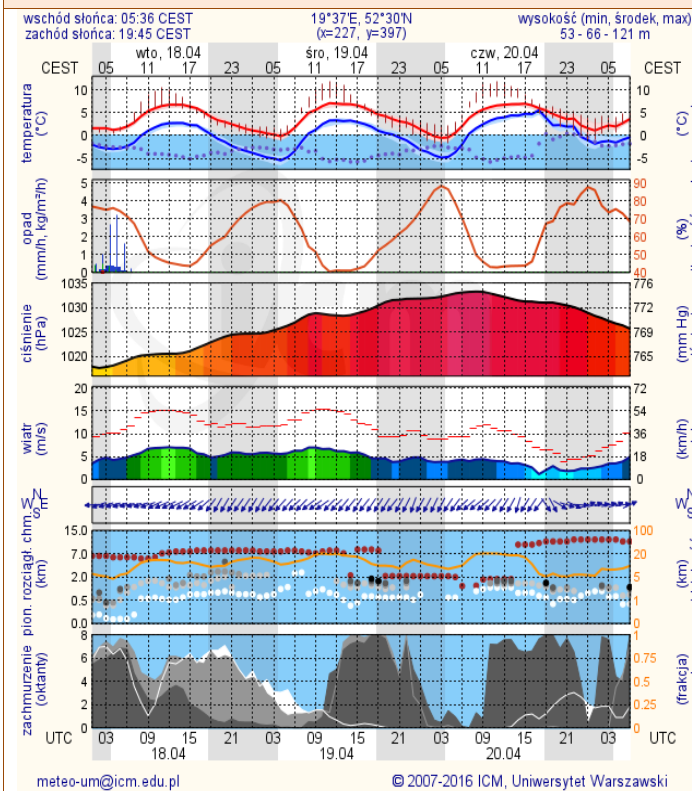 wschód słońca: 05:36 CEST 19°37'E, 52°30'N wysokość (min, środek, max)
zachód słońca: 19:45 CEST (x=227, y=397) 53 - 66 - 121 m
wto, 18.04 śro, 19.04 czw, 20.04
CEST 05 11 17 23 05 11 17 23 05 11 17 23 05 CEST
temperatura (°C)
10
5
0
-5
10
5
0
-5
(°C)
opad (mm/h, kg/m²/h)
5
4
3
2
1
0
90
80
70
60
50
40
(%)
ciśnienie (hPa)
1035
1030
1025
1020
776
772
769
765
(mm Hg)
wiatr (m/s)
20
15
10
5
0
72
54
36
18
0
(km/h)
N
W E
S
N
W
S
pion. rozciągł. chm (km)
15.0
7.0
2.0
0.5
0.0
100
20
5
1
0
(km)
zachmurzenie (oktanty)
8
6
4
2
0
1
0.75
0.5
0.25
0
(frakcja)
UTC 03 09 15 21 03 09 15 21 03 09 15 21 03 UTC
18.04 19.04 20.04
meteo-um@icm.edu.pl © 2007-2016 ICM, Uniwersytet Warszawski